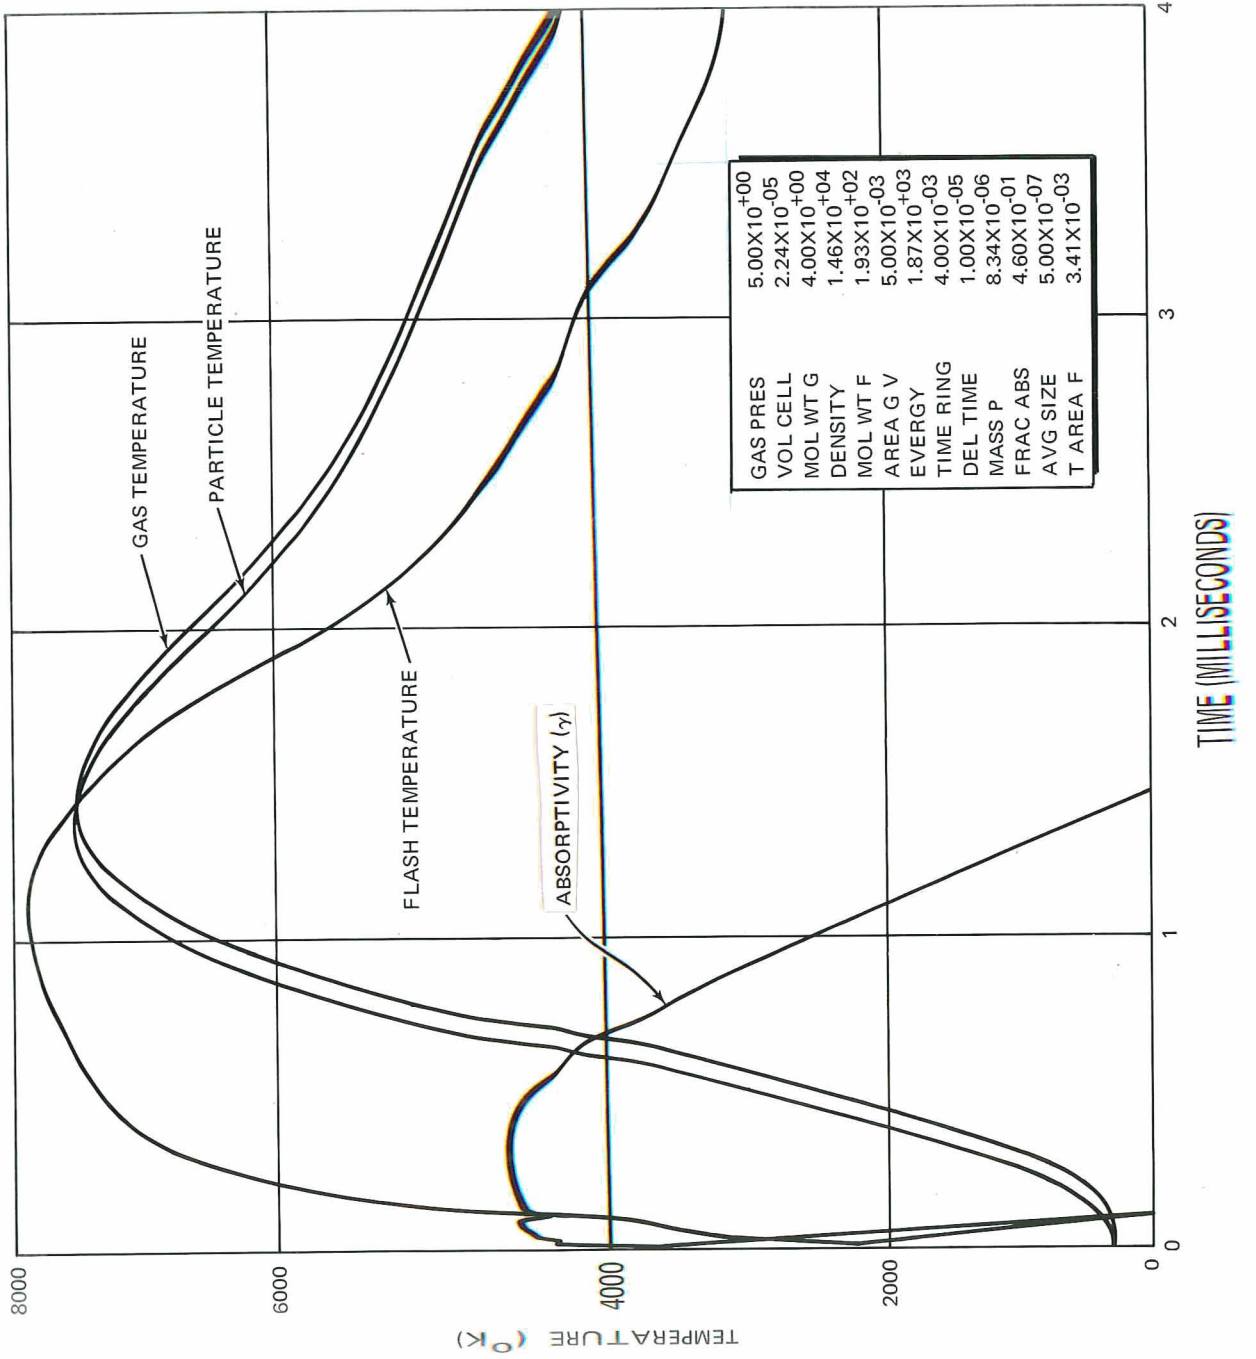 8000
6000
4000
2000
0
TEMPERATURE (°K)
0
1
2
3
4
TIME (MILLISECONDS)
GAS TEMPERATURE
PARTICLE TEMPERATURE
FLASH TEMPERATURE
ABSORPTIVITY (γ)
GAS PRES 5.00X10+00
VOL CELL 2.24X10-05
MOL WT G 4.00X10+00
DENSITY 1.46X10+04
MOL WT F 1.93X10+02
AREA G V 5.00X10-03
EVERGY 1.87X10+03
TIME RING 4.00X10-03
DEL TIME 1.00X10-05
MASS P 8.34X10-06
FRAC ABS 4.60X10-01
AVG SIZE 5.00X10-07
T AREA F 3.41X10-03